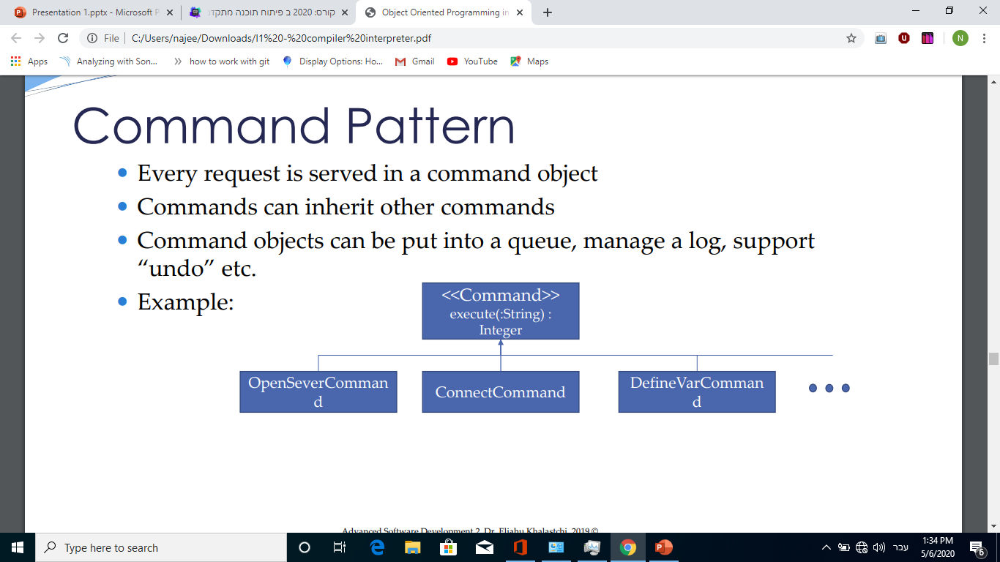 Presentation 1.pptx - Microsoft P
קורס: 2020 ב פיתוח תוכנה מתקדמ
Object Oriented Programming in
File
C:/Users/najee/Downloads/l1%20-%20compiler%20interpreter.pdf
N
Apps
Analyzing with Son...
how to work with git
Display Options: Ho...
Gmail
YouTube
Maps
Command Pattern
Every request is served in a command object
Commands can inherit other commands
Command objects can be put into a queue, manage a log, support
“undo” etc.
Example:
<<Command>>
execute(:String) :
Integer
OpenSeverComman
d
ConnectCommand
DefineVarComman
d
Advanced Software Development 2, Dr. Eliahu Khalastchi, 2019 ©
Type here to search
עבר
1:34 PM
5/6/2020
6